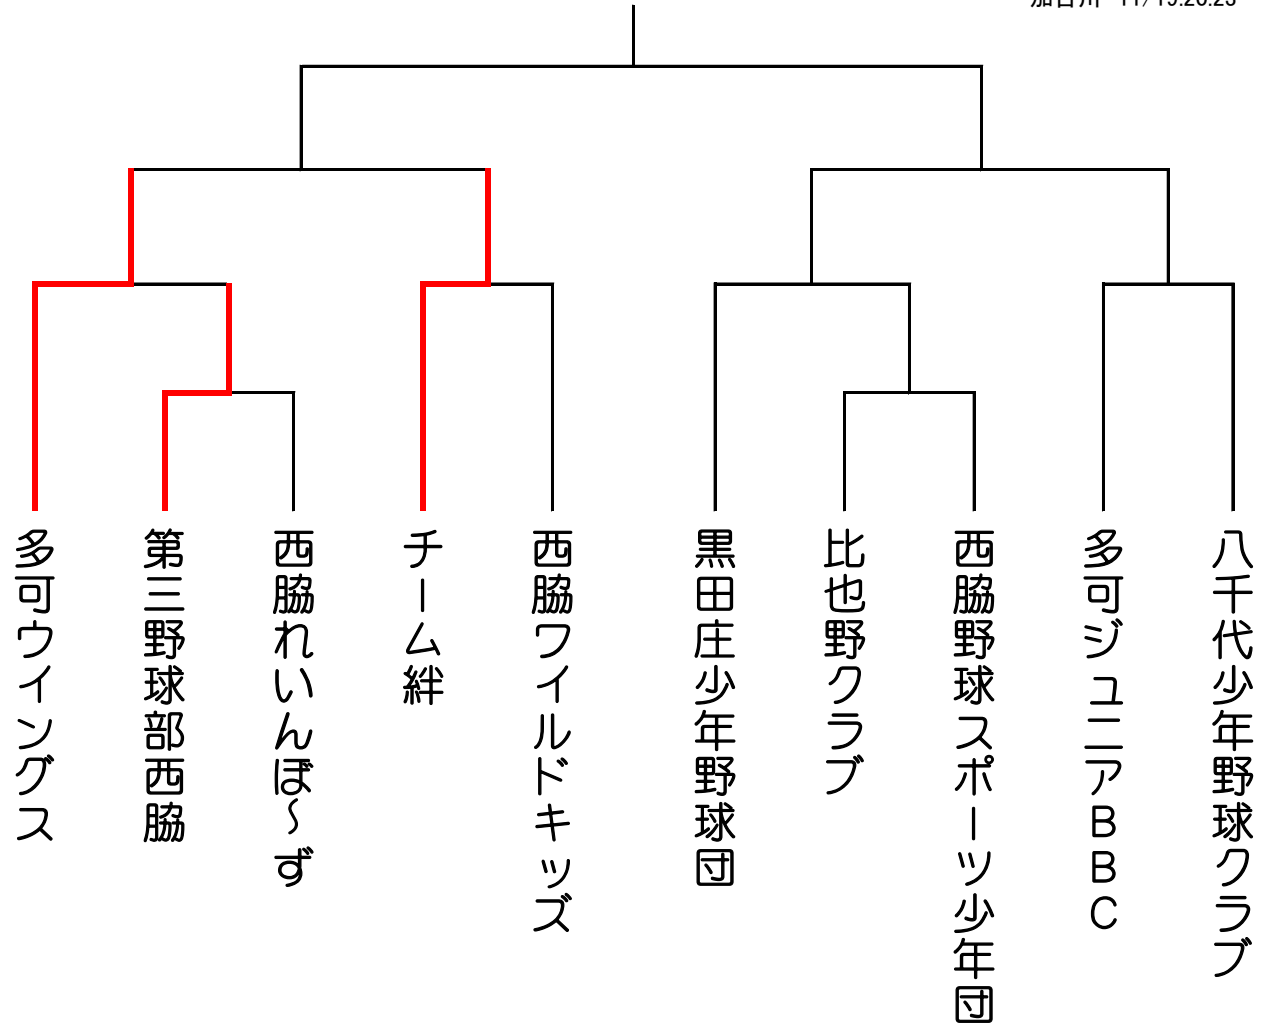 多可ウイングス
第三野球部西脇
西脇れいんぼ～ず
チーム絆
西脇ワイルドキッズ
黒田庄少年野球団
比也野クラブ
西脇野球スポーツ少年団
多可ジュニアBBC
八千代少年野球クラブ